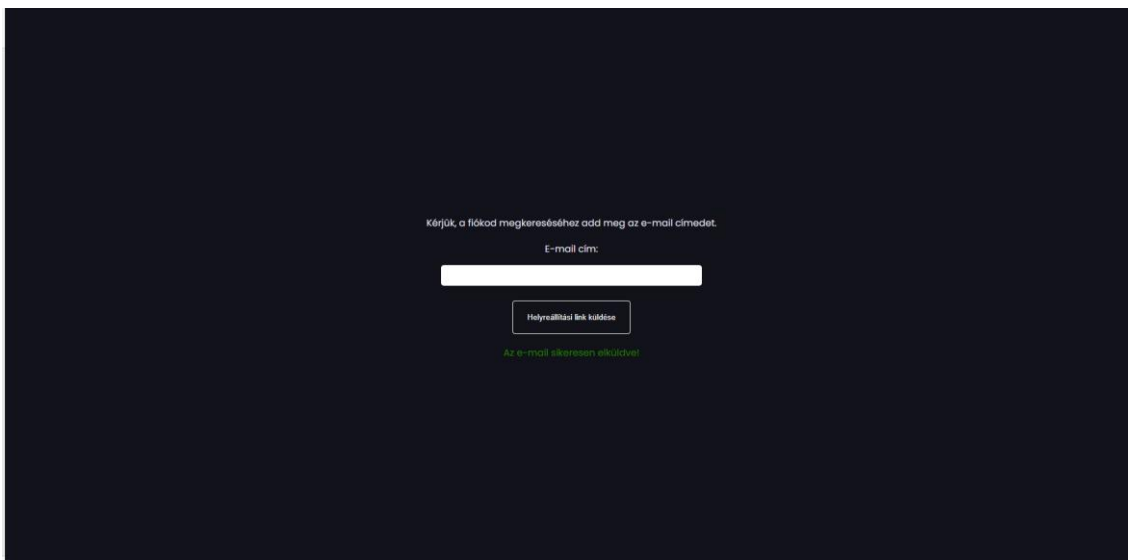 Kérjük, a fiókod megkereséséhez add meg az e-mail címedet.
E-mail cím:
Helyreállítási link küldése
Az e-mail sikeresen elküldve!